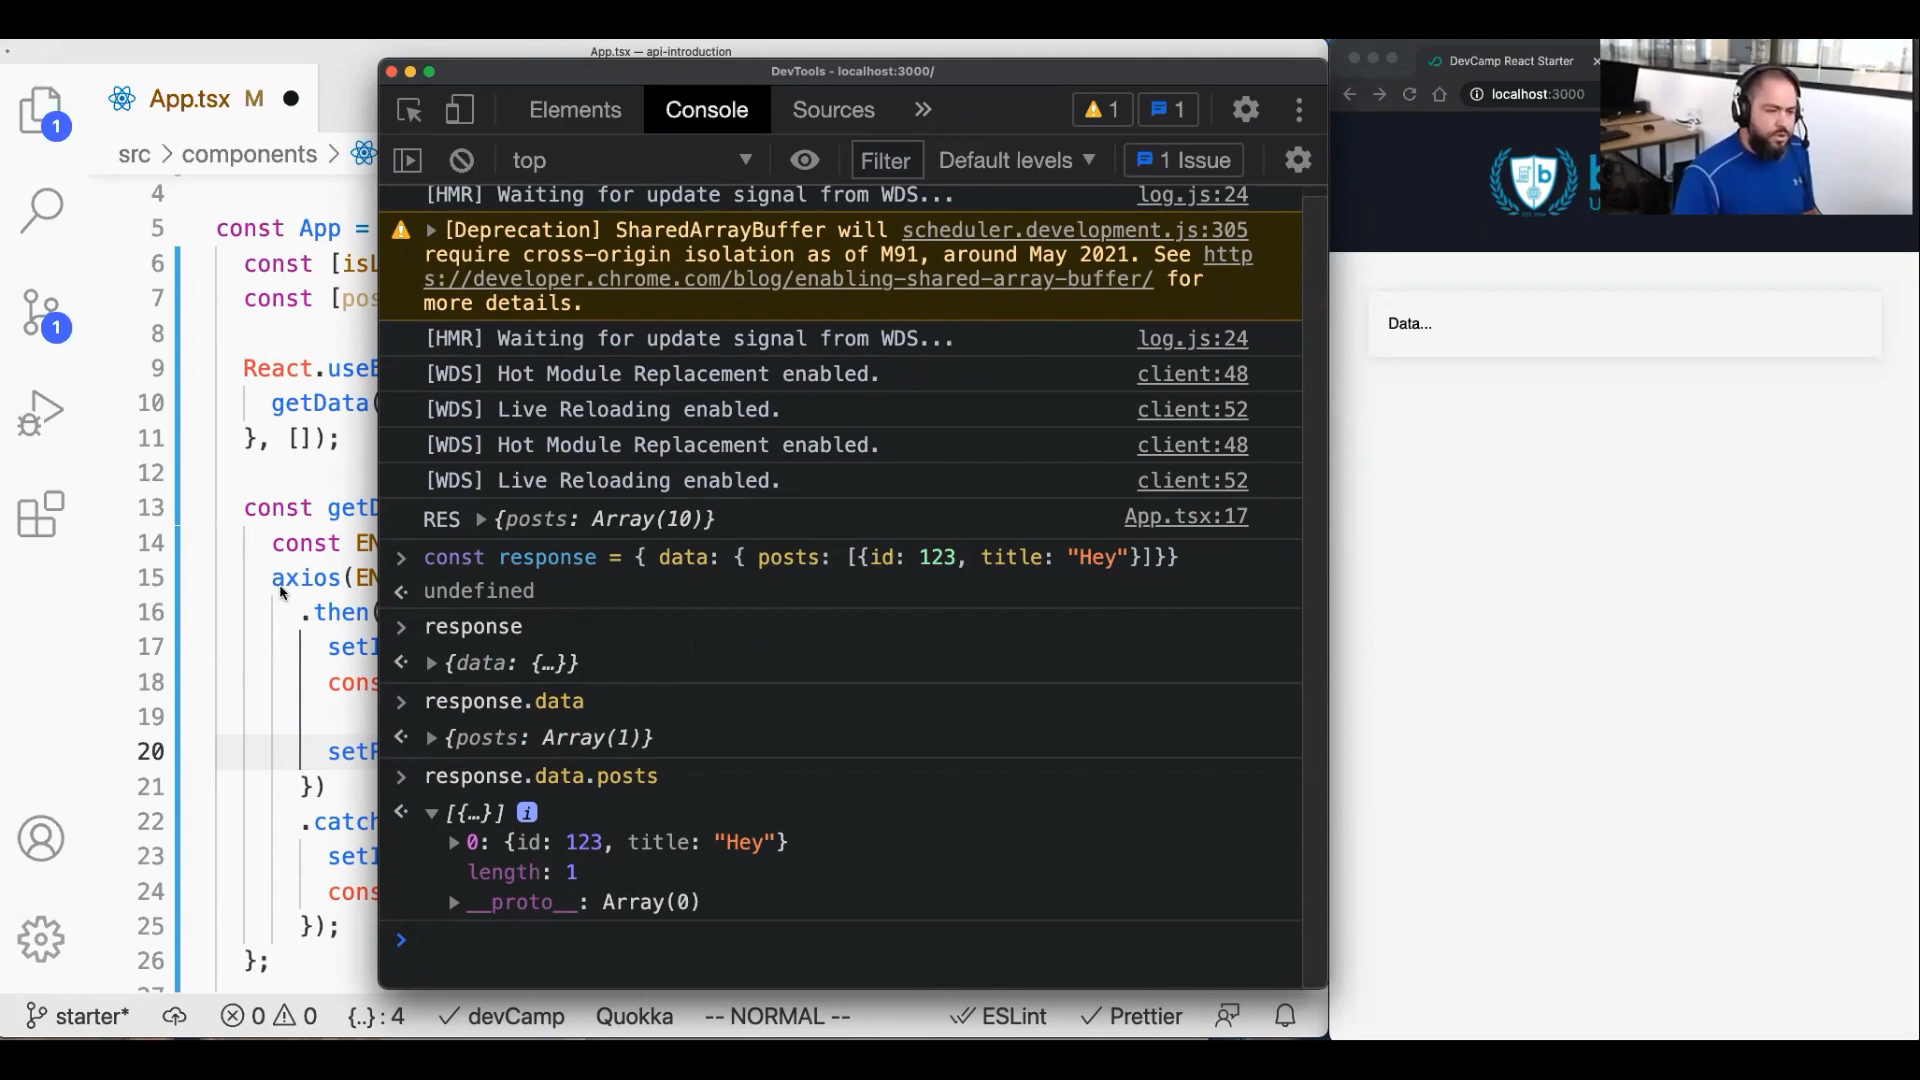 App.tsx — api-introduction
App.tsx M
1
src > components >
4
5 const App =
6 const [isL
7 const [pos
8
9 React.useE
10 getData(
11 }, []);
12
13 const getD
14 const EN
15 axios(EN
16 .then(
17 setI
18 cons
19
20 setP
21 })
22 .catch
23 setI
24 cons
25 });
26 };
27
1
starter* 0 0 {..} : 4 devCamp Quokka -- NORMAL -- ESLint Prettier
DevTools - localhost:3000/
Elements Console Sources » 1 1
top Filter Default levels 1 Issue
[HMR] Waiting for update signal from WDS... log.js:24
[Deprecation] SharedArrayBuffer will scheduler.development.js:305
require cross-origin isolation as of M91, around May 2021. See http
s://developer.chrome.com/blog/enabling-shared-array-buffer/ for
more details.
[HMR] Waiting for update signal from WDS... log.js:24
[WDS] Hot Module Replacement enabled. client:48
[WDS] Live Reloading enabled. client:52
[WDS] Hot Module Replacement enabled. client:48
[WDS] Live Reloading enabled. client:52
RES {posts: Array(10)} App.tsx:17
const response = { data: { posts: [{id: 123, title: "Hey"}]}}
undefined
response
{data: {…}}
response.data
{posts: Array(1)}
response.data.posts
[{…}] i
0: {id: 123, title: "Hey"}
length: 1
__proto__: Array(0)
DevCamp React Starter
localhost:3000
b
Data...